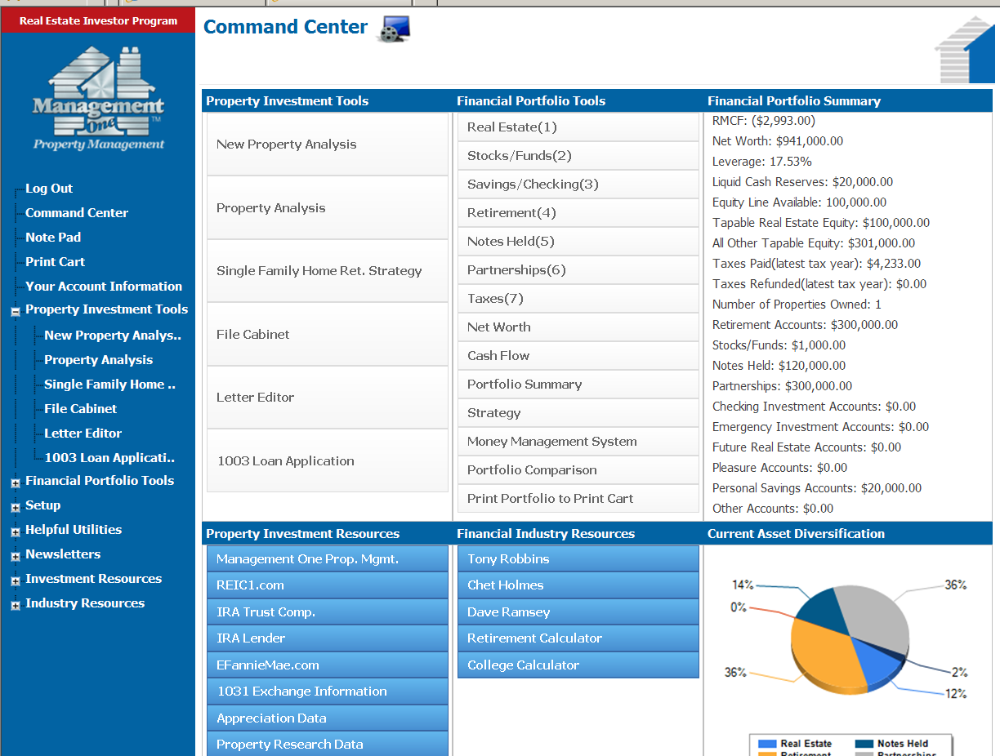 Real Estate Investor Program
Management
One
TM
Property Management
Log Out
Command Center
Note Pad
Print Cart
Your Account Information
Property Investment Tools
New Property Analys..
Property Analysis
Single Family Home ..
File Cabinet
Letter Editor
1003 Loan Applicati..
Financial Portfolio Tools
Setup
Helpful Utilities
Newsletters
Investment Resources
Industry Resources
Command Center
Property Investment Tools
New Property Analysis
Property Analysis
Single Family Home Ret. Strategy
File Cabinet
Letter Editor
1003 Loan Application
Financial Portfolio Tools
Real Estate(1)
Stocks/Funds(2)
Savings/Checking(3)
Retirement(4)
Notes Held(5)
Partnerships(6)
Taxes(7)
Net Worth
Cash Flow
Portfolio Summary
Strategy
Money Management System
Portfolio Comparison
Print Portfolio to Print Cart
Financial Portfolio Summary
RMCF: ($2,993.00)
Net Worth: $941,000.00
Leverage: 17.53%
Liquid Cash Reserves: $20,000.00
Equity Line Available: 100,000.00
Tapable Real Estate Equity: $100,000.00
All Other Tapable Equity: $301,000.00
Taxes Paid(latest tax year): $4,233.00
Taxes Refunded(latest tax year): $0.00
Number of Properties Owned: 1
Retirement Accounts: $300,000.00
Stocks/Funds: $1,000.00
Notes Held: $120,000.00
Partnerships: $300,000.00
Checking Investment Accounts: $0.00
Emergency Investment Accounts: $0.00
Future Real Estate Accounts: $0.00
Pleasure Accounts: $0.00
Personal Savings Accounts: $20,000.00
Other Accounts: $0.00
Property Investment Resources
Management One Prop. Mgmt.
REIC1.com
IRA Trust Comp.
IRA Lender
EFannieMae.com
1031 Exchange Information
Appreciation Data
Property Research Data
Financial Industry Resources
Tony Robbins
Chet Holmes
Dave Ramsey
Retirement Calculator
College Calculator
Current Asset Diversification
14%
36%
0%
36%
2%
12%
Real Estate
Notes Held
Retirement
Partnerships